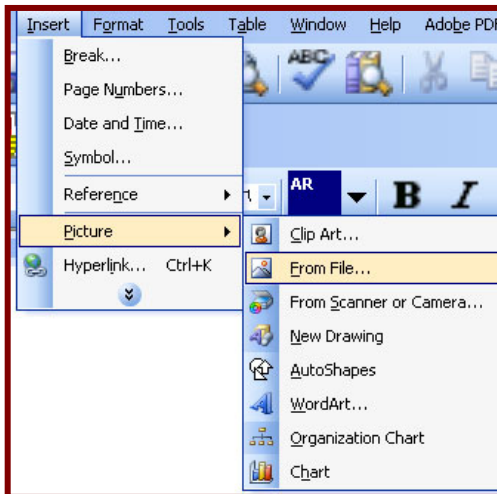 Insert Format Tools Table Window Help Adobe PDF
Break...
Page Numbers...
ABC
Date and Time...
Symbol...
Reference
AR B I
Picture
Clip Art...
Hyperlink... Ctrl+K
From File...
From Scanner or Camera...
New Drawing
AutoShapes
WordArt...
Organization Chart
Chart